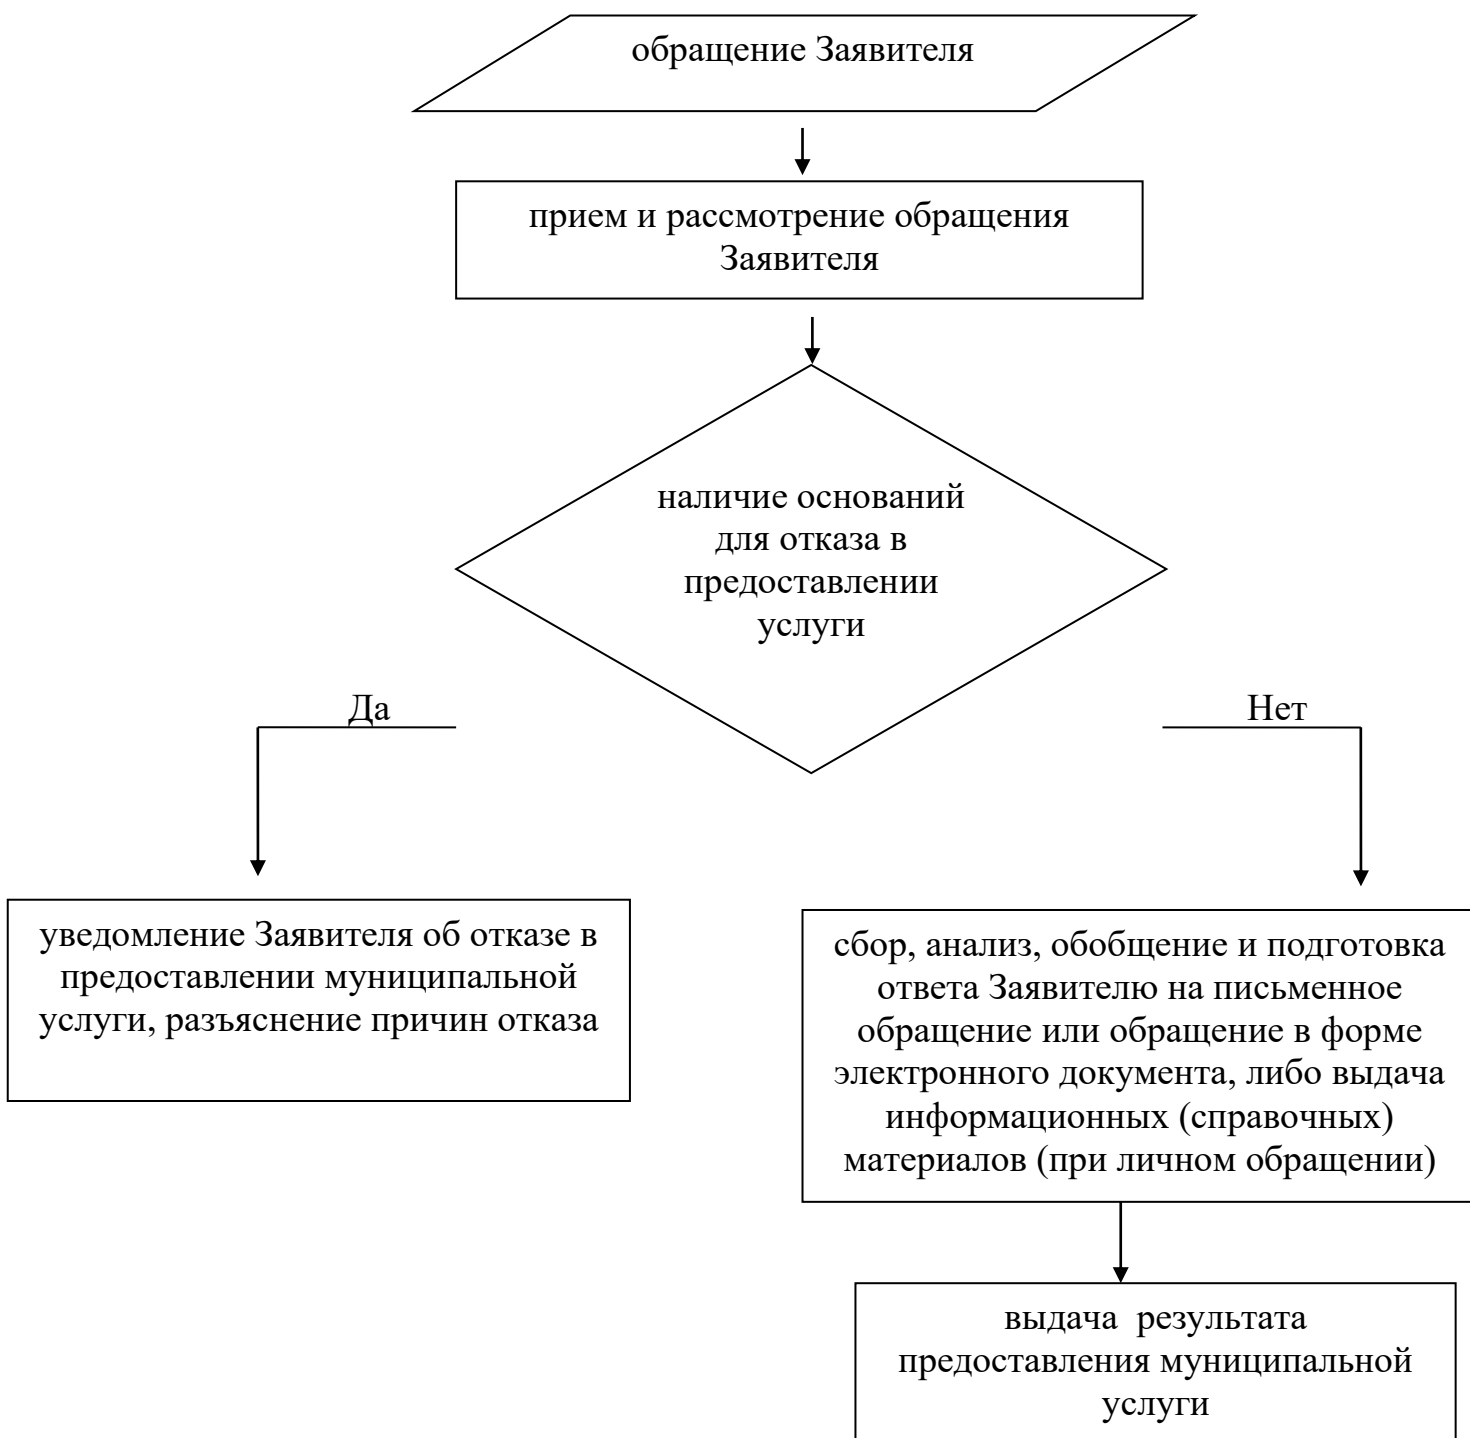 обращение Заявителя
прием и рассмотрение обращения
Заявителя
наличие оснований
для отказа в
предоставлении
услуги
Да
Нет
уведомление Заявителя об отказе в
предоставлении муниципальной
услуги, разъяснение причин отказа
сбор, анализ, обобщение и подготовка
ответа Заявителю на письменное
обращение или обращение в форме
электронного документа, либо выдача
информационных (справочных)
материалов (при личном обращении)
выдача результата
предоставления муниципальной
услуги